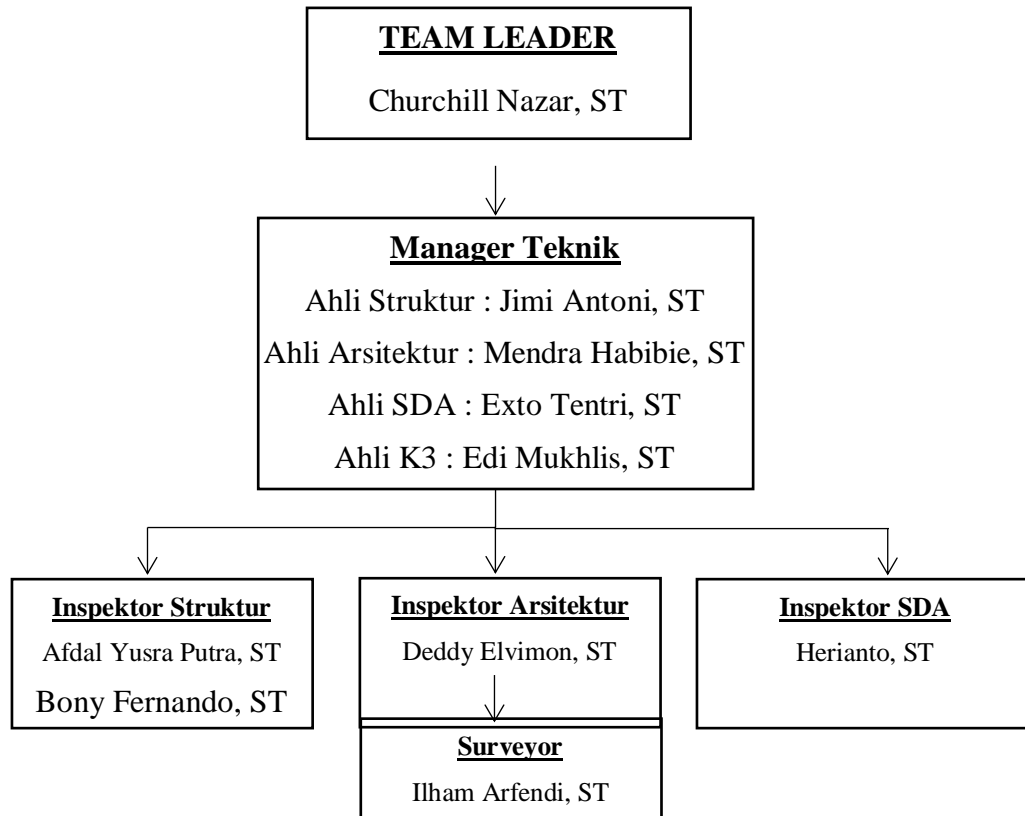 TEAM LEADER
Churchill Nazar, ST
Manager Teknik
Ahli Struktur : Jimi Antoni, ST
Ahli Arsitektur : Mendra Habibie, ST
Ahli SDA : Exto Tentri, ST
Ahli K3 : Edi Mukhlis, ST
Inspektor Struktur
Afdal Yusra Putra, ST
Bony Fernando, ST
Inspektor Arsitektur
Deddy Elvimon, ST
Inspektor SDA
Herianto, ST
Surveyor
Ilham Arfendi, ST